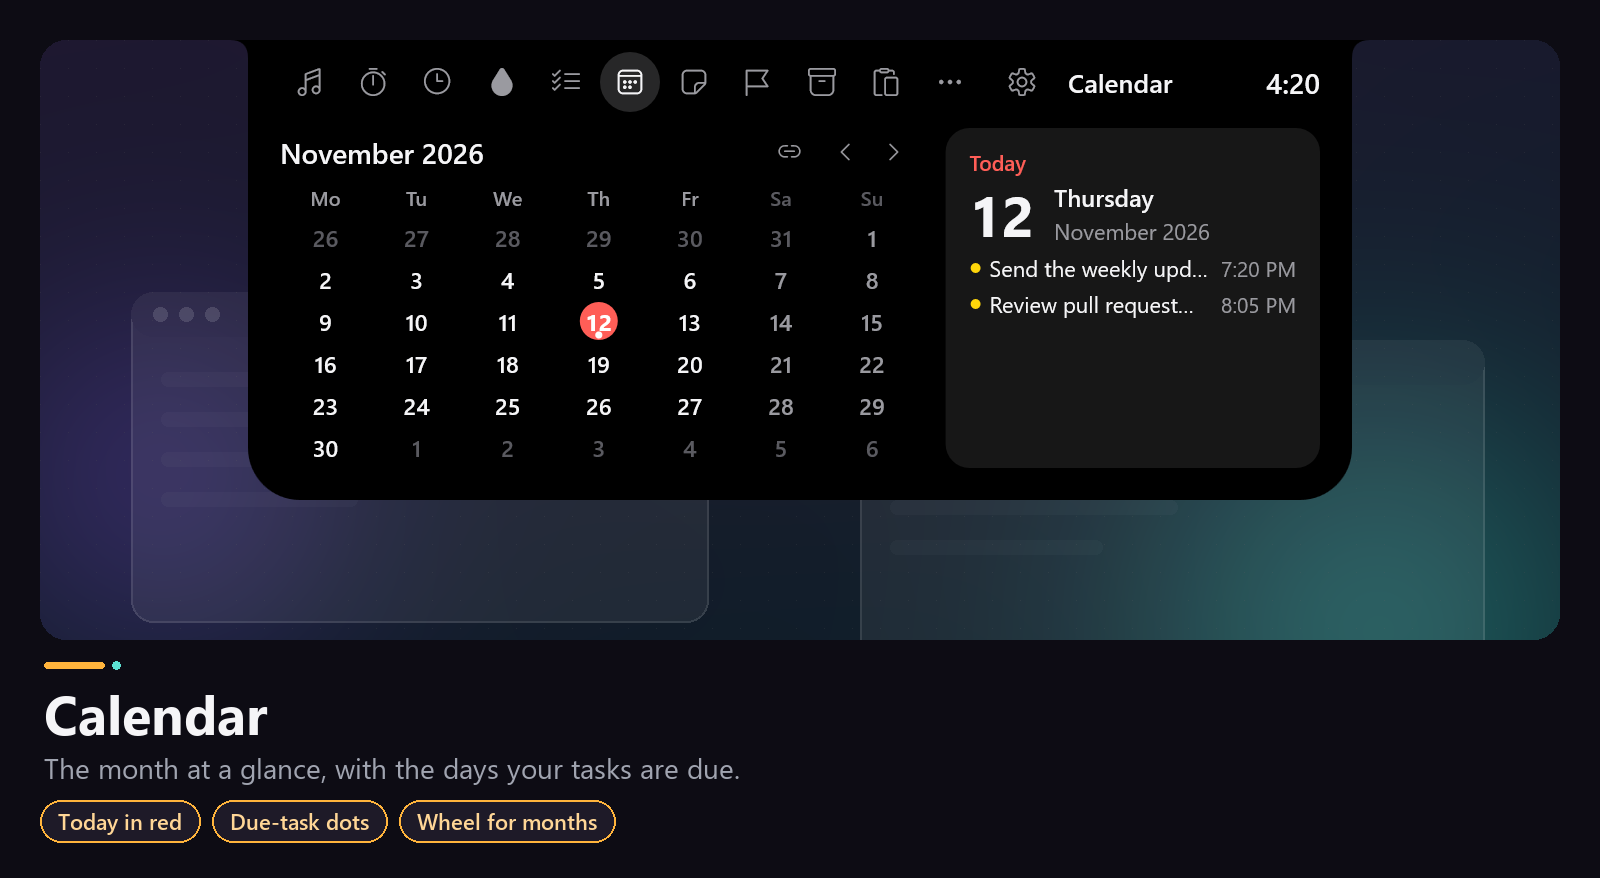 Calendar 4:20
November 2026
Mo Tu We Th Fr Sa Su
26 27 28 29 30 31 1
2 3 4 5 6 7 8
9 10 11 12 13 14 15
16 17 18 19 20 21 22
23 24 25 26 27 28 29
30 1 2 3 4 5 6
Today
12 Thursday
November 2026
Send the weekly upd... 7:20 PM
Review pull request... 8:05 PM
Calendar
The month at a glance, with the days your tasks are due.
Today in red Due-task dots Wheel for months